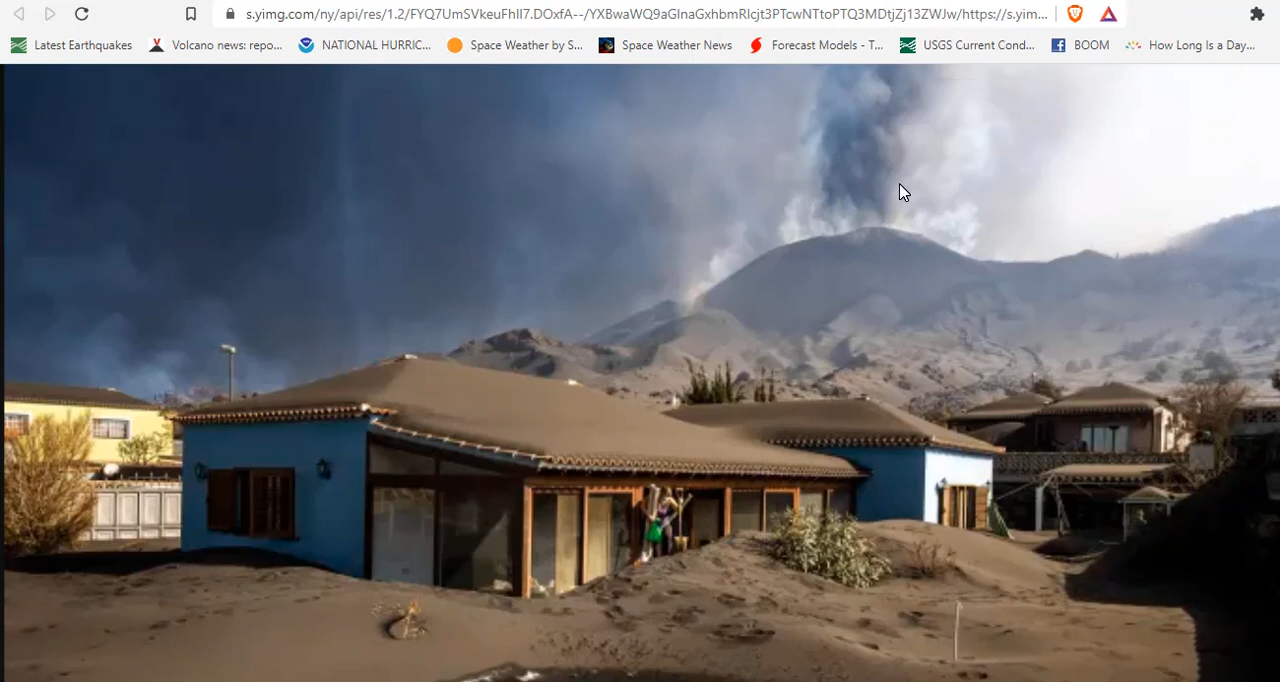 s.yimg.com/ny/api/res/1.2/FYQ7UmSVkeuFhlI7.DOxfA--/YXBwaWQ9aGlnaGxhbmRlcjt3PTcwNTtoPTQ3MDtjZj13ZWJw/https://s.yim...
Latest Earthquakes Volcano news: repo... NATIONAL HURRIC... Space Weather by S... Space Weather News Forecast Models - T... USGS Current Cond... BOOM How Long Is a Day...